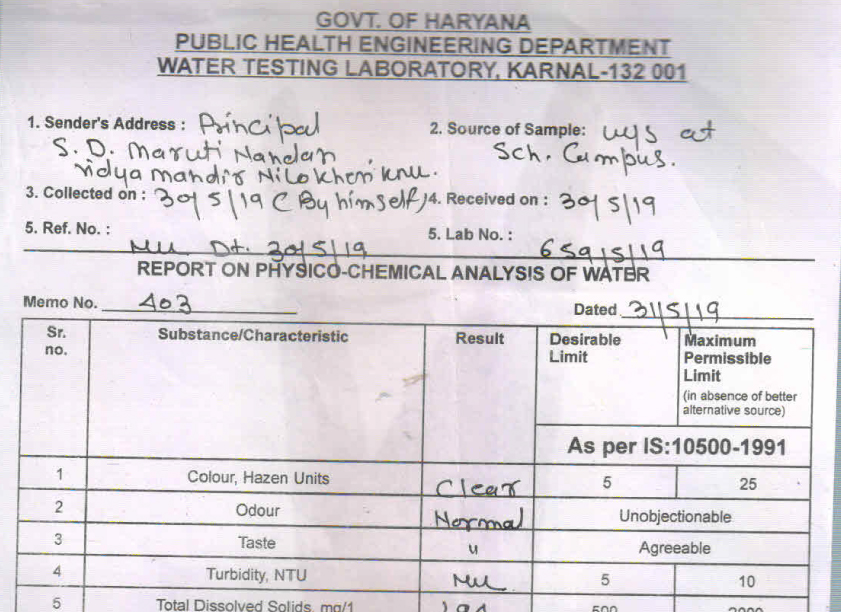 GOVT. OF HARYANA
PUBLIC HEALTH ENGINEERING DEPARTMENT
WATER TESTING LABORATORY, KARNAL-132 001
1. Sender's Address : Principal
S. D. Maruti Nandan
vidya mandir Nilokheri knl.
2. Source of Sample: w/s at
Sch. Campus.
3. Collected on : 30/5/19 (By himself)
4. Received on : 30/5/19
5. Ref. No. : Nil Dt. 30/5/19
5. Lab No. : 659/5/19
REPORT ON PHYSICO-CHEMICAL ANALYSIS OF WATER
Memo No. 403 Dated 31/5/19
Sr. no. Substance/Characteristic Result Desirable Limit Maximum Permissible Limit
(in absence of better alternative source)
As per IS:10500-1991
1 Colour, Hazen Units Clear 5 25
2 Odour Normal Unobjectionable
3 Taste u Agreeable
4 Turbidity, NTU Nil 5 10
5 Total Dissolved Solids, mg/1 500 2000